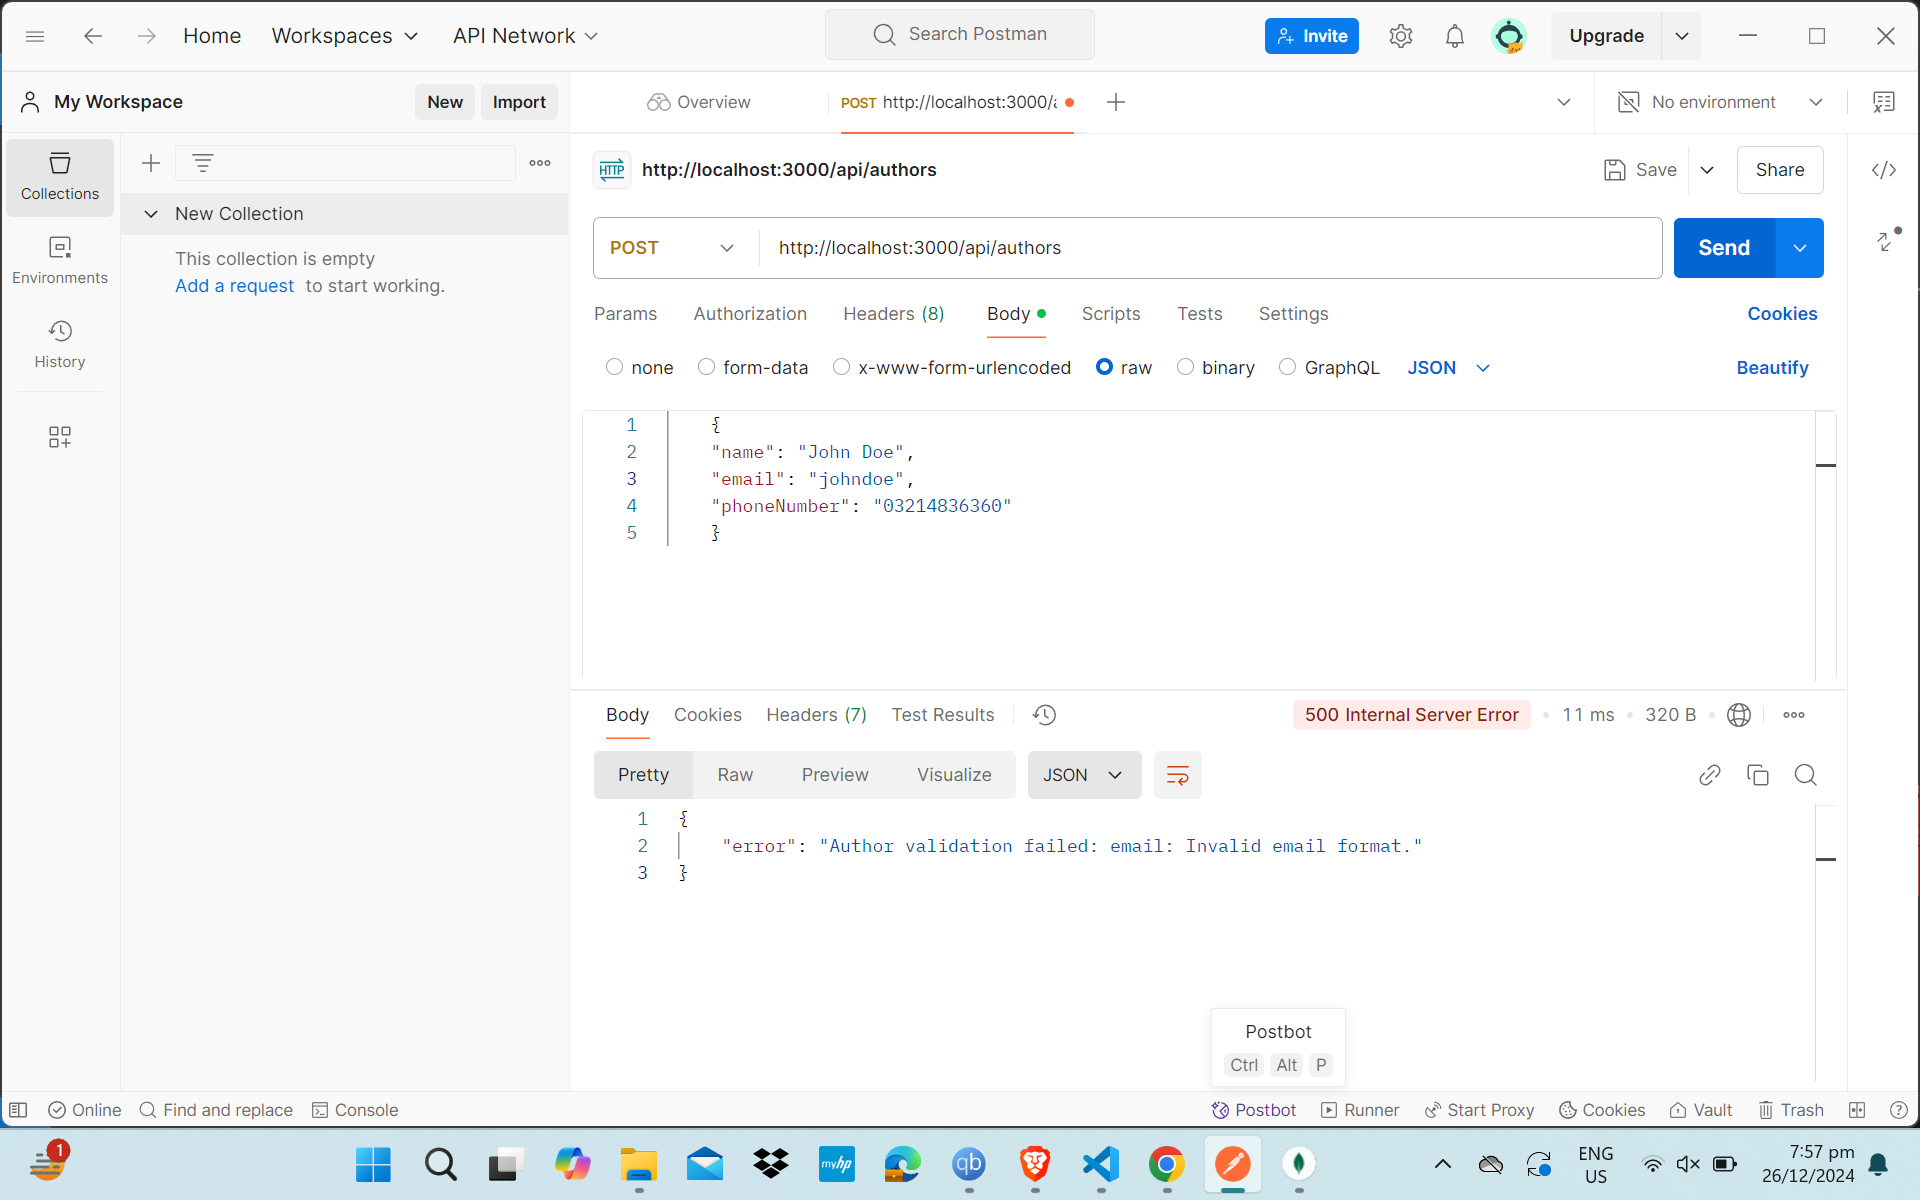 Home Workspaces API Network Search Postman Invite Upgrade
My Workspace New Import Overview POST http://localhost:3000/a No environment
Collections
Environments
History
New Collection
This collection is empty
Add a request to start working.
HTTP http://localhost:3000/api/authors Save Share
POST http://localhost:3000/api/authors Send
Params Authorization Headers (8) Body Scripts Tests Settings Cookies
none form-data x-www-form-urlencoded raw binary GraphQL JSON Beautify
1 {
2 "name": "John Doe",
3 "email": "johndoe",
4 "phoneNumber": "03214836360"
5 }
Body Cookies Headers (7) Test Results 500 Internal Server Error 11 ms 320 B
Pretty Raw Preview Visualize JSON
1 {
2 "error": "Author validation failed: email: Invalid email format."
3 }
Postbot
Ctrl Alt P
Online Find and replace Console Postbot Runner Start Proxy Cookies Vault Trash
1 myhp qb ENG 7:57 pm
US 26/12/2024